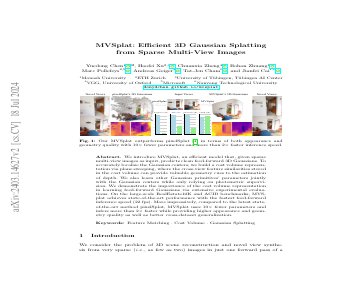 MVSplat: Efficient 3D Gaussian Splatting
from Sparse Multi-View Images
Yuedong Chen Haofei Xu Chuanxia Zheng Bohan Zhuang
Marc Pollefeys Andreas Geiger Tat-Jen Cham and Jianfei Cai
Monash University ETH Zurich University of Tübingen, Tübingen AI Center
VGG, University of Oxford Microsoft Nanyang Technological University
arXiv:2403.14627v2 [cs.CV] 18 Jul 2024
Fig. 1: Our MVSplat outperforms pixelSplat in terms of both appearance and
geometry quality with 10× fewer parameters and more than 2× faster inference speed.
Abstract. We introduce MVSplat, an efficient model that, given sparse
multi-view images as input, predicts clean feed-forward 3D Gaussians. To
accurately localize the Gaussian centers, we build a cost volume representation
via plane sweeping, where the cross-view feature similarities stored
in the cost volume can provide valuable geometry cues to the estimation
of depth. We also learn other Gaussian primitives' parameters jointly
with the Gaussian centers while only relying on photometric supervision.
We demonstrate the importance of the cost volume representation
in learning feed-forward Gaussians via extensive experimental evaluations.
On the large-scale RealEstate10K and ACID benchmarks, MVSplat
achieves state-of-the-art performance with the fastest feed-forward
inference speed (22 fps). More impressively, compared to the latest state-
of-the-art method pixelSplat, MVSplat uses 10× fewer parameters and
infers more than 2× faster while providing higher appearance and geometry
quality as well as better cross-dataset generalization.
Keywords: Feature Matching · Cost Volume · Gaussian Splatting
1 Introduction
We consider the problem of 3D scene reconstruction and novel view synthesis
from very sparse (i.e., as few as two) images in just one forward pass of a